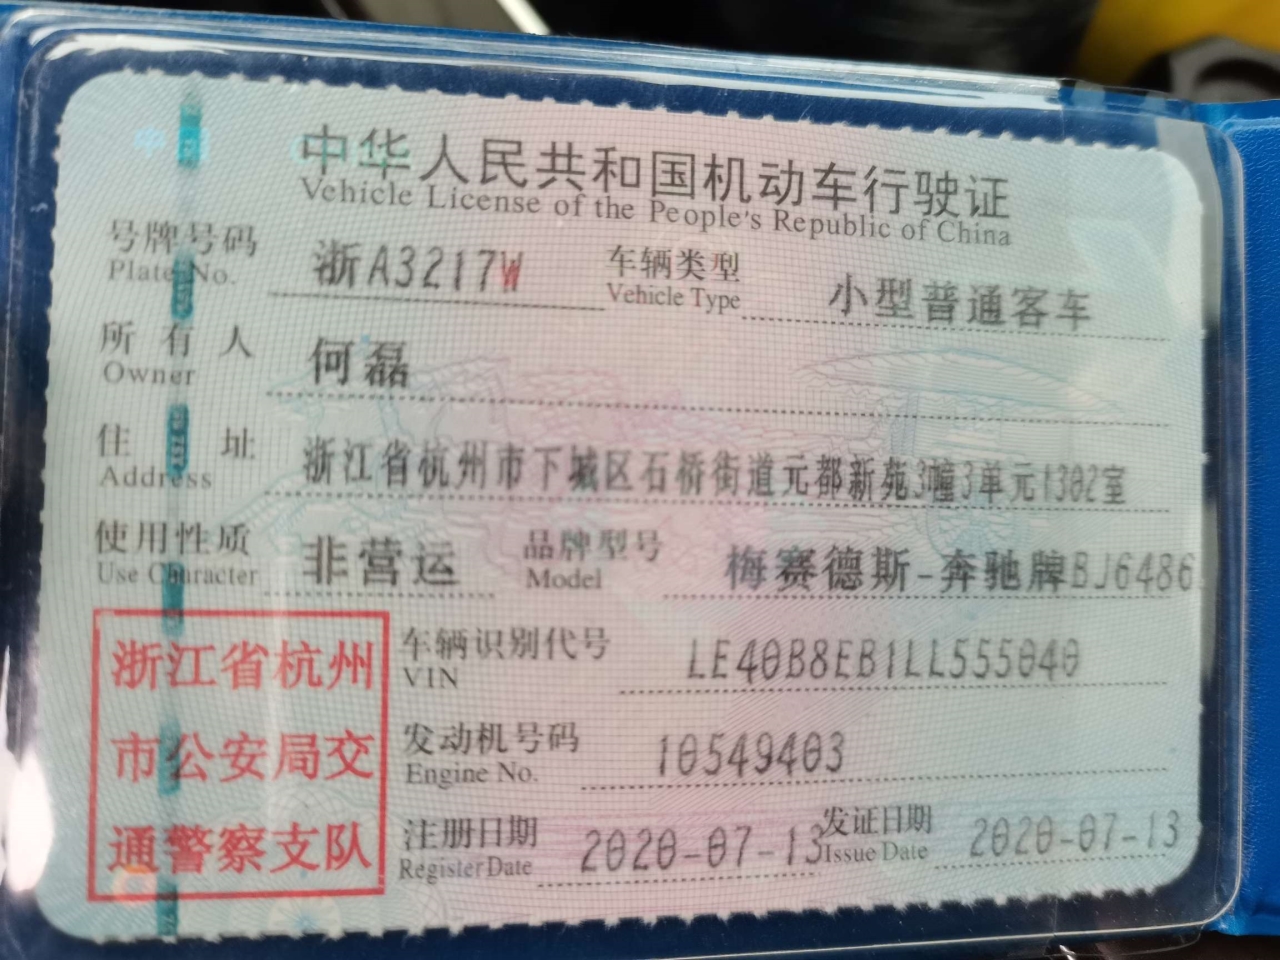 中华人民共和国机动车行驶证
Vehicle License of the People's Republic of China
号牌号码 浙A3217W 车辆类型 小型普通客车
Plate No. Vehicle Type
所有人 何磊
Owner
住址 浙江省杭州市下城区石桥街道元都新苑3幢3单元1302室
Address
使用性质 非营运 品牌型号 梅赛德斯-奔驰牌BJ6486
Use Character Model
浙江省杭州
市公安局交
通警察支队
车辆识别代号 LE40B8EB1LL555040
VIN
发动机号码 10549403
Engine No.
注册日期 2020-07-13 发证日期 2020-07-13
Register Date Issue Date